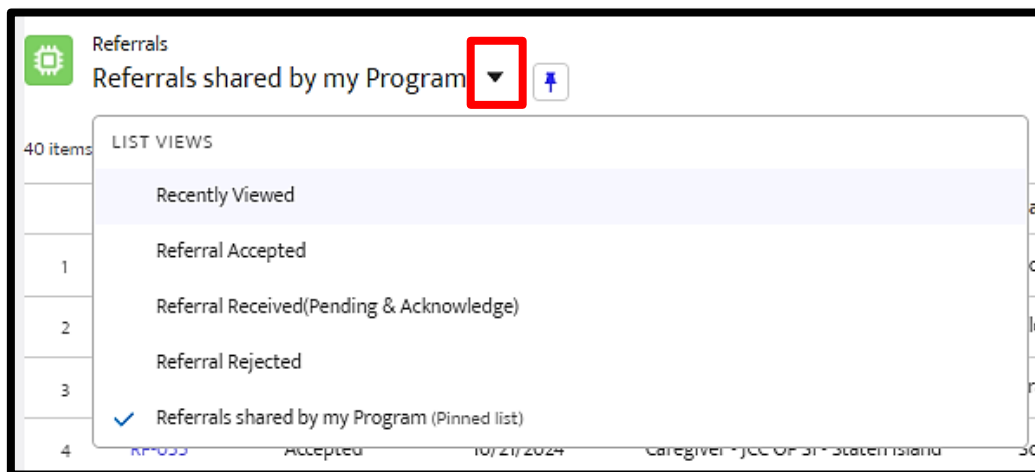 Referrals
Referrals shared by my Program
40 items
LIST VIEWS
Recently Viewed
1
Referral Accepted
Referral Received(Pending & Acknowledge)
2
Referral Rejected
3
Referrals shared by my Program (Pinned list)
4 RP-055 Accepted 10/21/2024 Caregiver - JCC OF SI - Staten Island